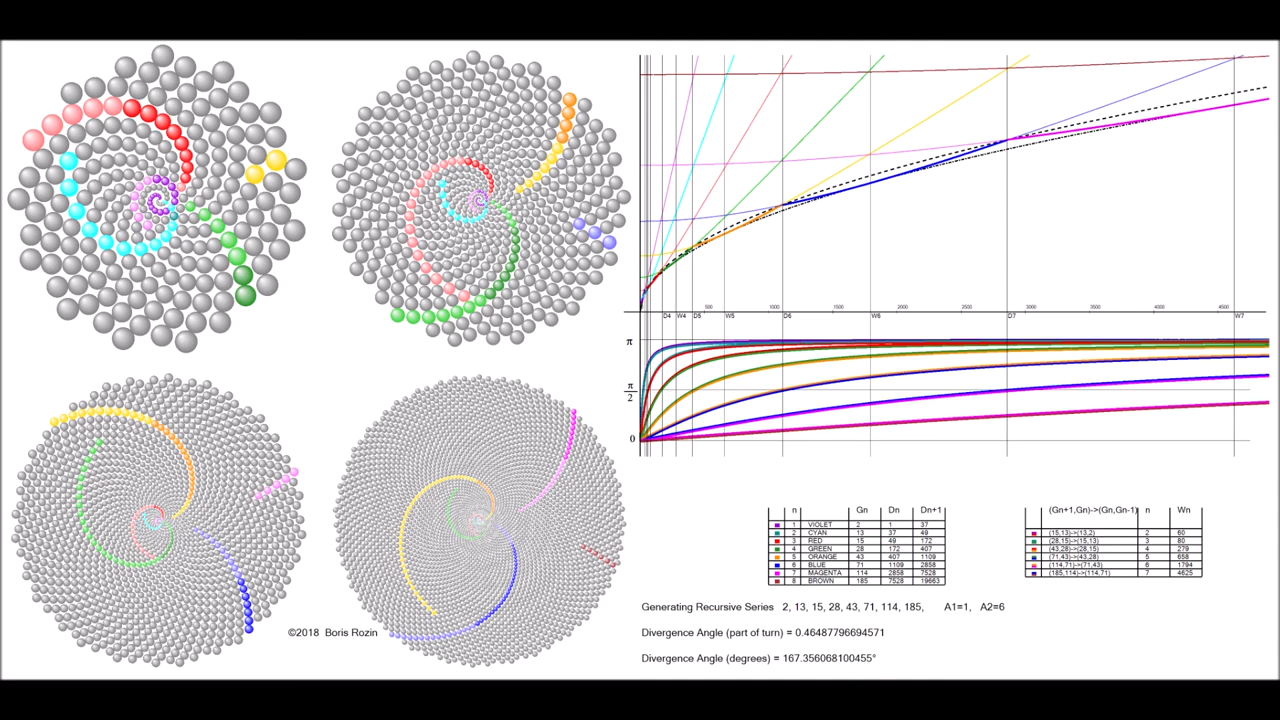 500 1000 1500 2000 2500 3000 3500 4000 4500
D4 W4 D5 W5 D6 W6 D7 W7
π
π
2
0
n Gn Dn Dn+1
1 VIOLET 2 1 37
2 CYAN 13 37 49
3 RED 15 49 172
4 GREEN 28 172 407
5 ORANGE 43 407 1109
6 BLUE 71 1109 2858
7 MAGENTA 114 2858 7528
8 BROWN 185 7528 19663
(Gn+1,Gn)->(Gn,Gn-1) n Wn
(15,13)->(13,2) 2 60
(28,15)->(15,13) 3 80
(43,28)->(28,15) 4 279
(71,43)->(43,28) 5 658
(114,71)->(71,43) 6 1794
(185,114)->(114,71) 7 4625
Generating Recursive Series 2, 13, 15, 28, 43, 71, 114, 185, A1=1, A2=6
©2018 Boris Rozin
Divergence Angle (part of turn) = 0.46487796694571
Divergence Angle (degrees) = 167.356068100455°